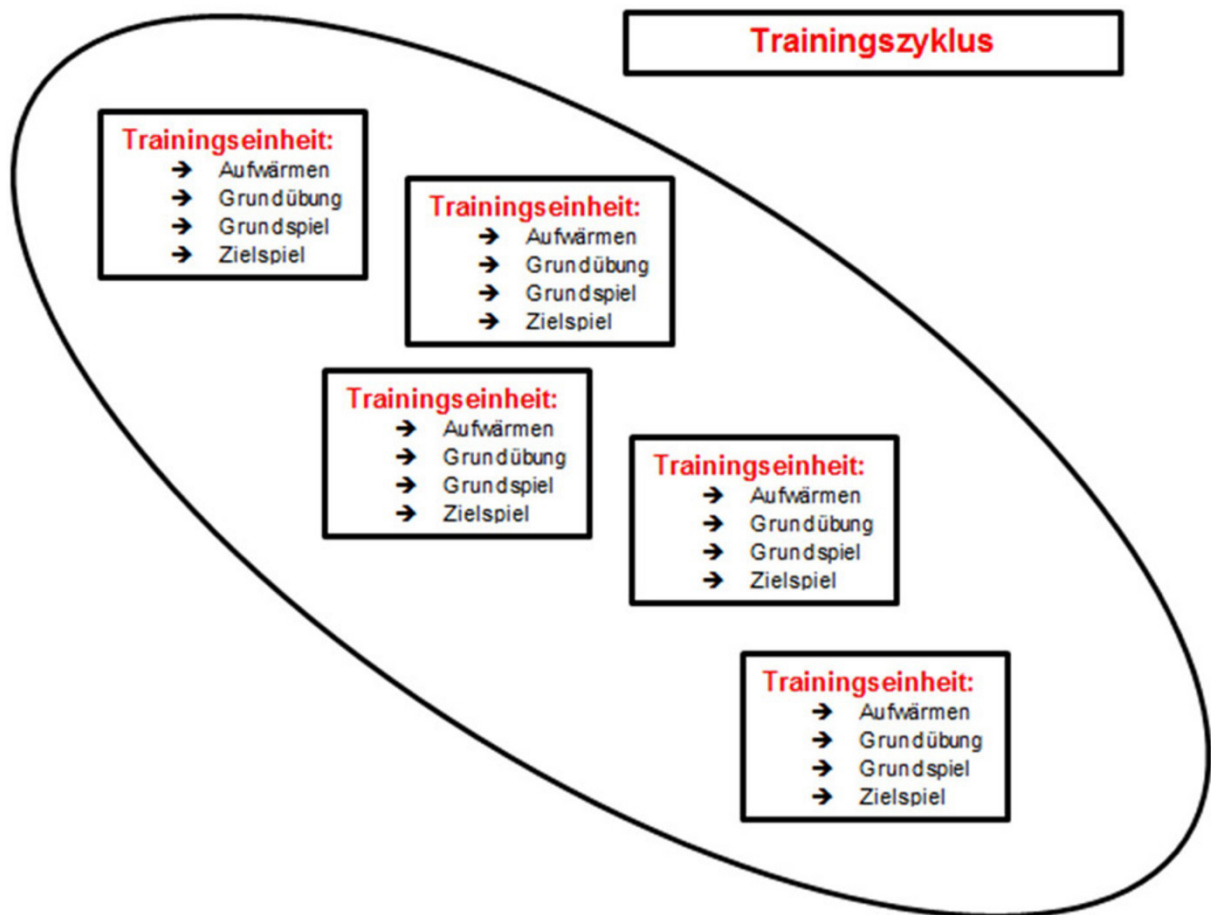 Trainingszyklus
Trainingseinheit:
➔ Aufwärmen
➔ Grundübung
➔ Grundspiel
➔ Zielspiel
Trainingseinheit:
➔ Aufwärmen
➔ Grundübung
➔ Grundspiel
➔ Zielspiel
Trainingseinheit:
➔ Aufwärmen
➔ Grundübung
➔ Grundspiel
➔ Zielspiel
Trainingseinheit:
➔ Aufwärmen
➔ Grundübung
➔ Grundspiel
➔ Zielspiel
Trainingseinheit:
➔ Aufwärmen
➔ Grundübung
➔ Grundspiel
➔ Zielspiel